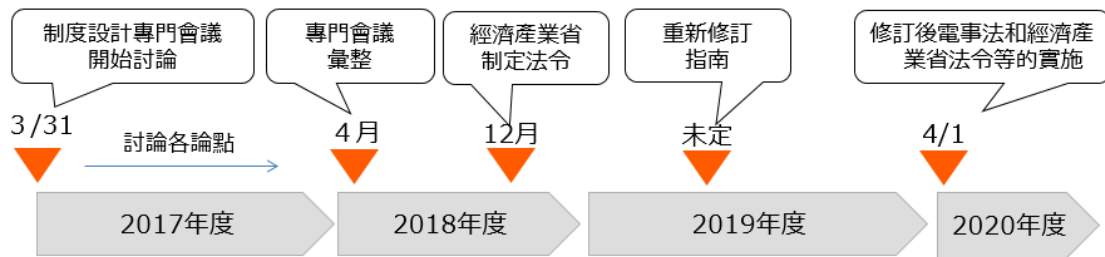 制度設計專門會議
開始討論
專門會議
彙整
經濟產業省
制定法令
重新修訂
指南
修訂後電事法和經濟產
業省法令等的實施
3/31
討論各論點
4月
12月
未定
4/1
2017年度
2018年度
2019年度
2020年度